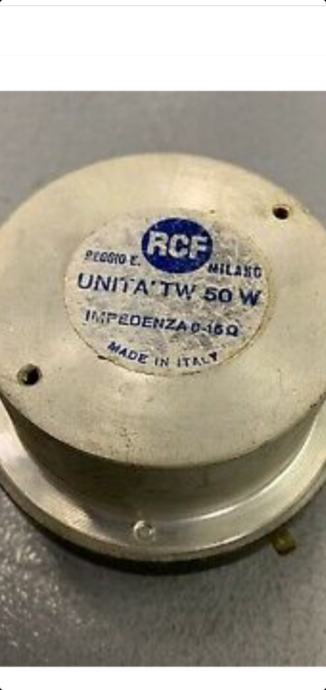 RCF
REGGIO E. MILANO
UNITA' TW 50 W
IMPEDENZA 8-16 Ω
MADE IN ITALY